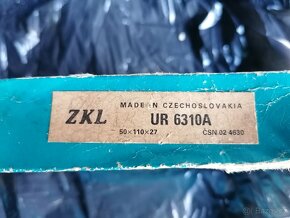 MADE IN CZECHOSLOVAKIA
ZKL UR 6310A
50×110×27 ČSN 02 4630